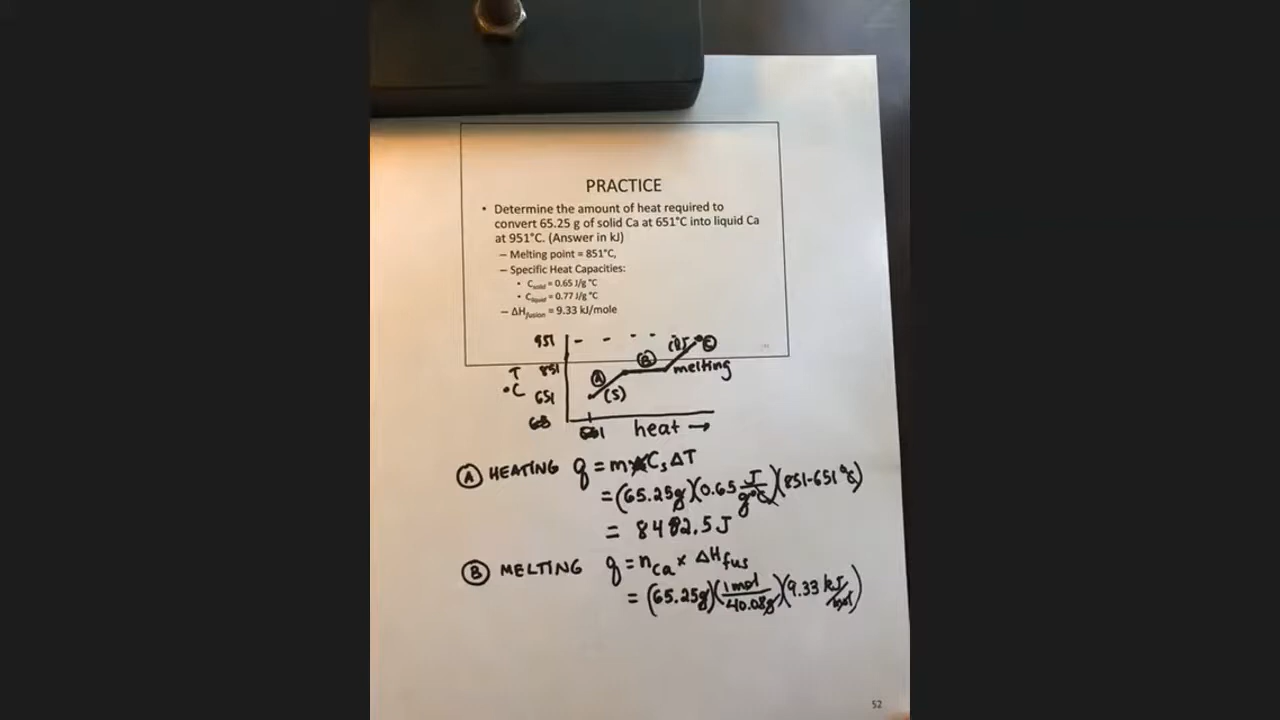 PRACTICE
• Determine the amount of heat required to
convert 65.25 g of solid Ca at 651°C into liquid Ca
at 951°C. (Answer in kJ)
– Melting point = 851°C,
– Specific Heat Capacities:
• Csolid = 0.65 J/g °C
• Cliquid = 0.77 J/g °C
– ΔHfusion = 9.33 kJ/mole
951
T 851
°C 651
A (S)
B
(l) C
melting
heat →
A HEATING q = m Cs ΔT
= (65.25g)(0.65 J/g°C)(851-651°C)
= 8482.5 J
B MELTING q = nCa × ΔHfus
= (65.25g)(1 mol/40.08g)(9.33 kJ/mol)
52